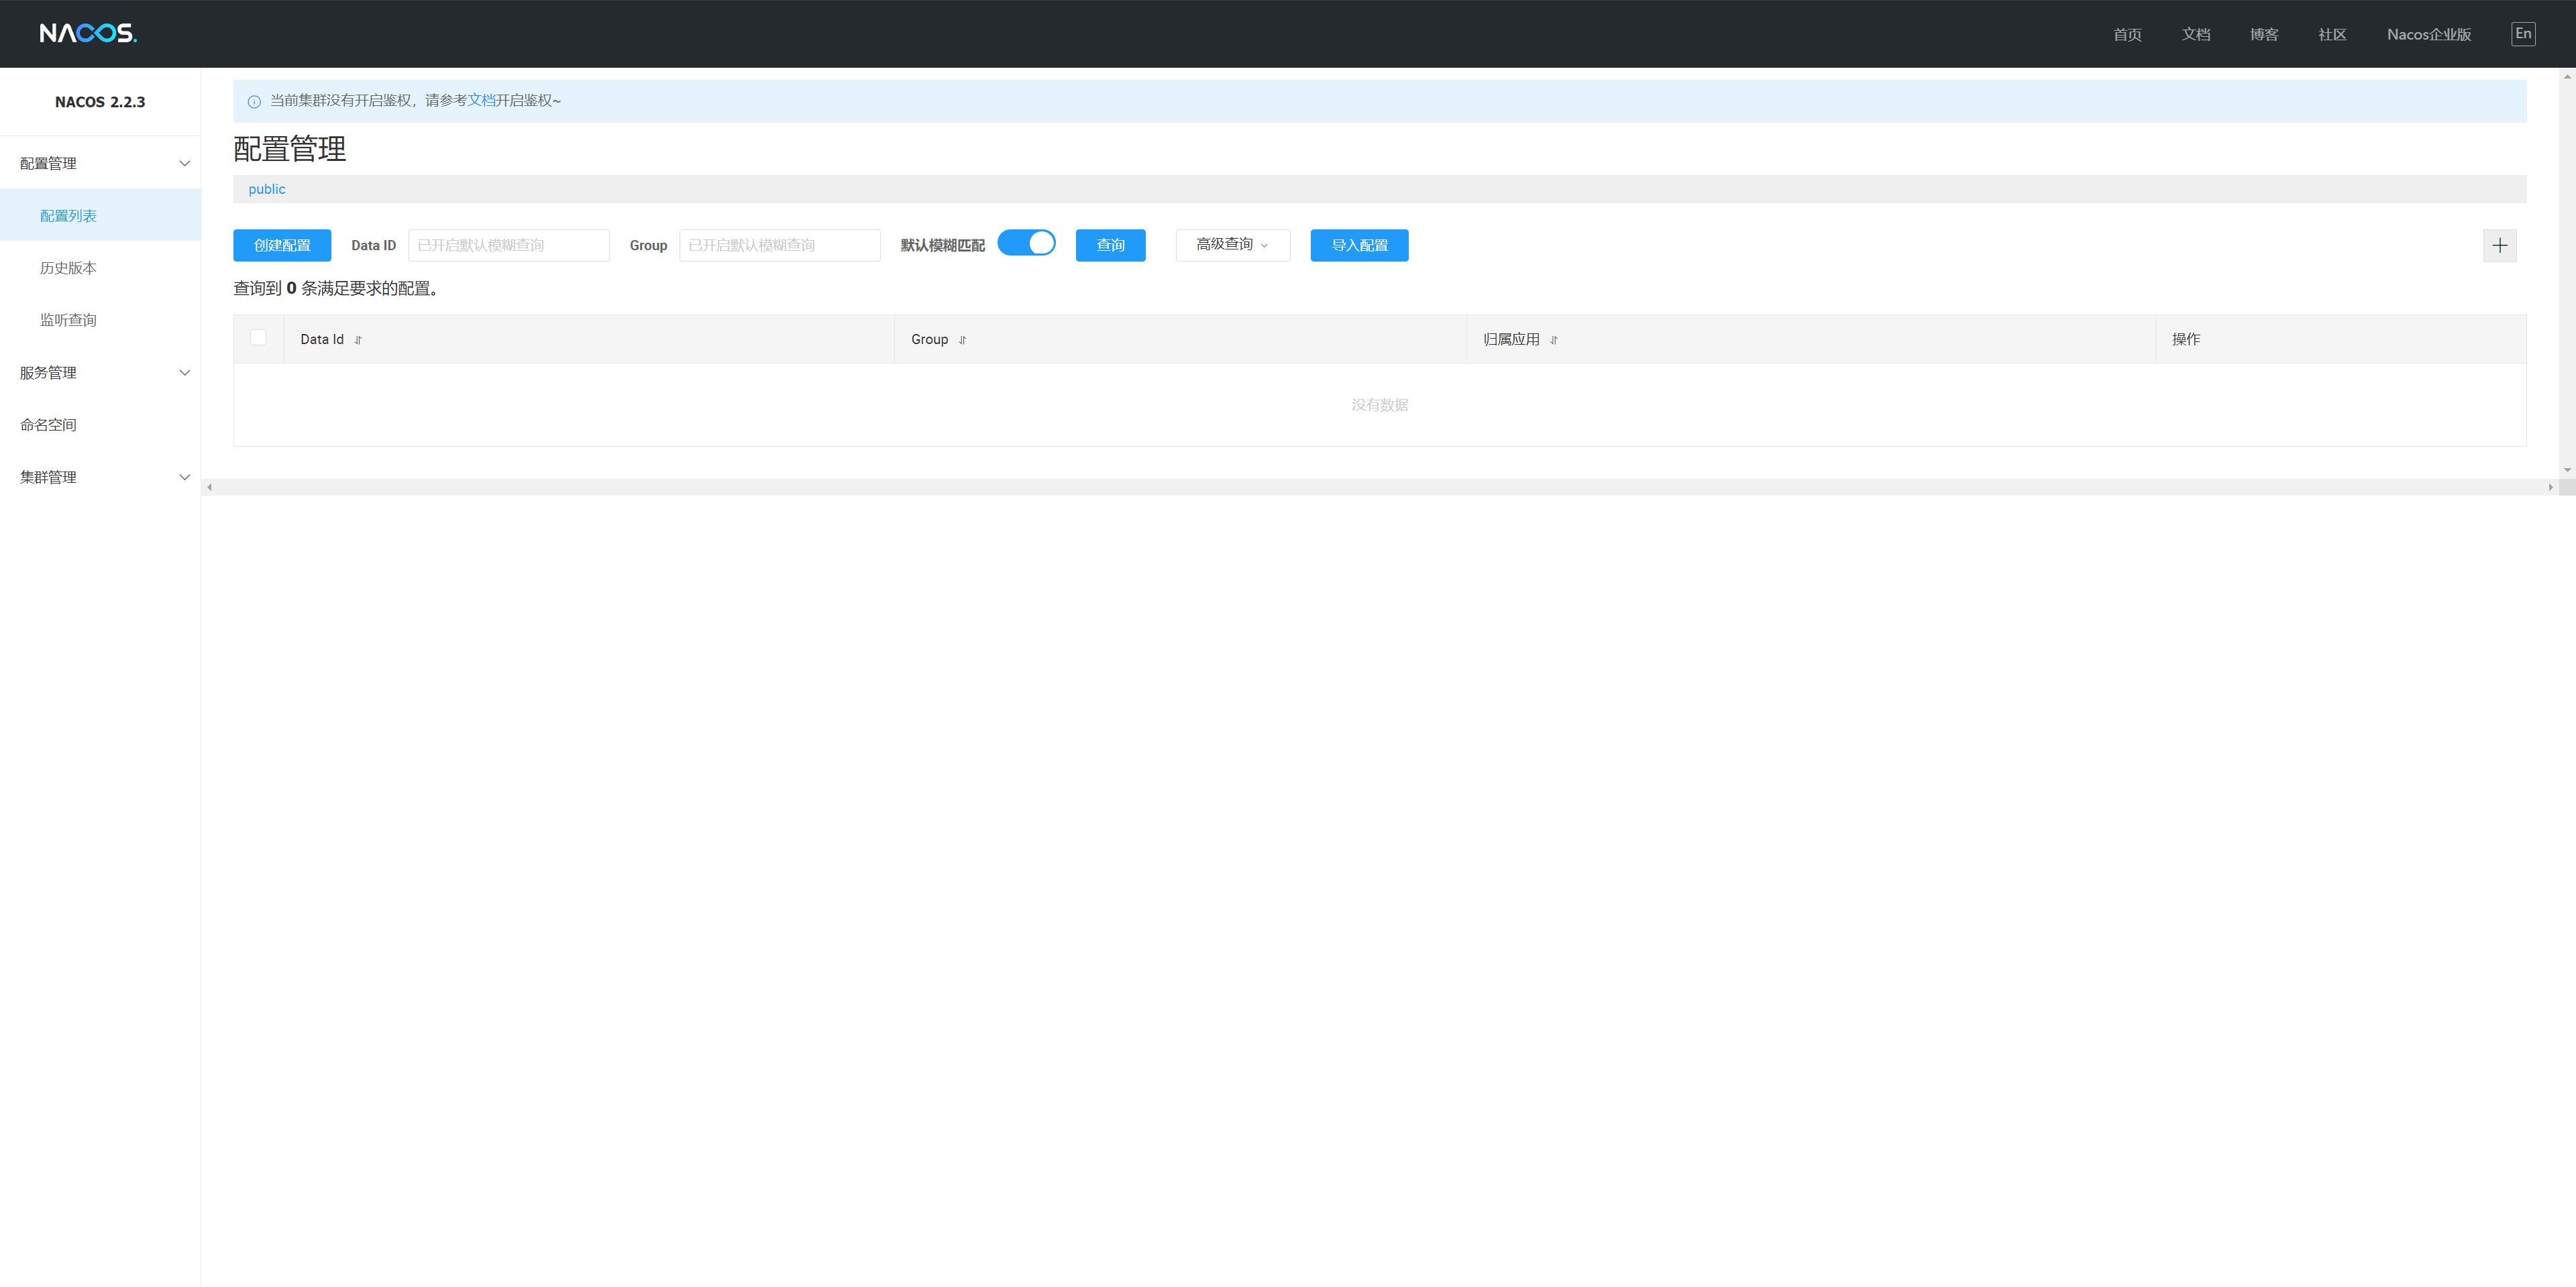 NACOS.
首页 文档 博客 社区 Nacos企业版 En
NACOS 2.2.3
配置管理
配置列表
历史版本
监听查询
服务管理
命名空间
集群管理
当前集群没有开启鉴权，请参考文档开启鉴权~
配置管理
public
创建配置 Data ID 已开启默认模糊查询 Group 已开启默认模糊查询 默认模糊匹配 查询 高级查询 导入配置
查询到 0 条满足要求的配置。
Data Id Group 归属应用 操作
没有数据